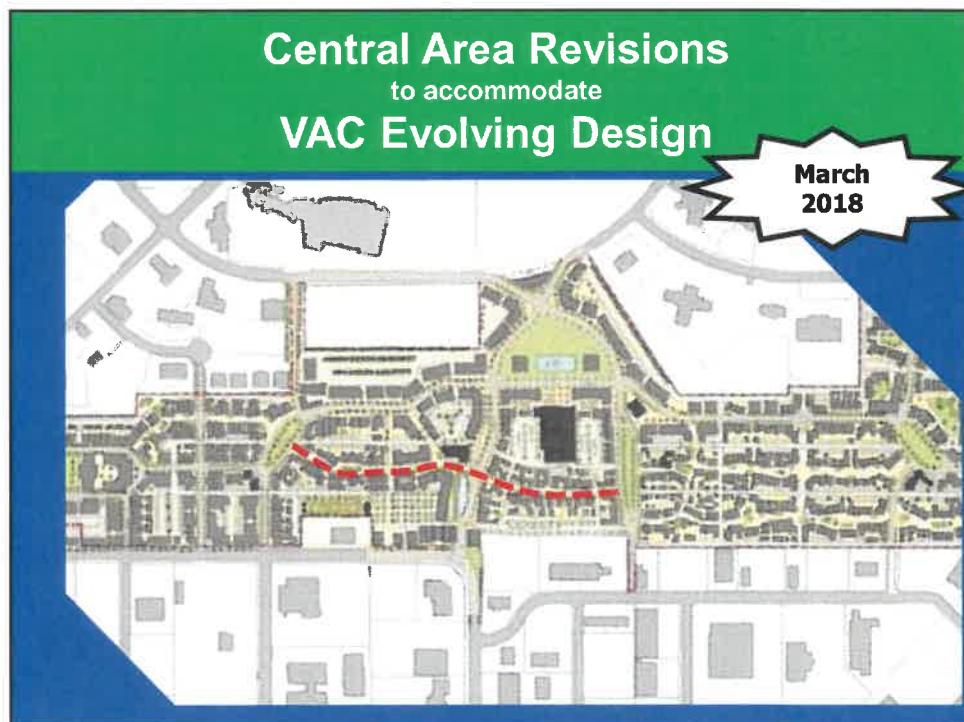 Central Area Revisions
to accommodate
VAC Evolving Design
March
2018